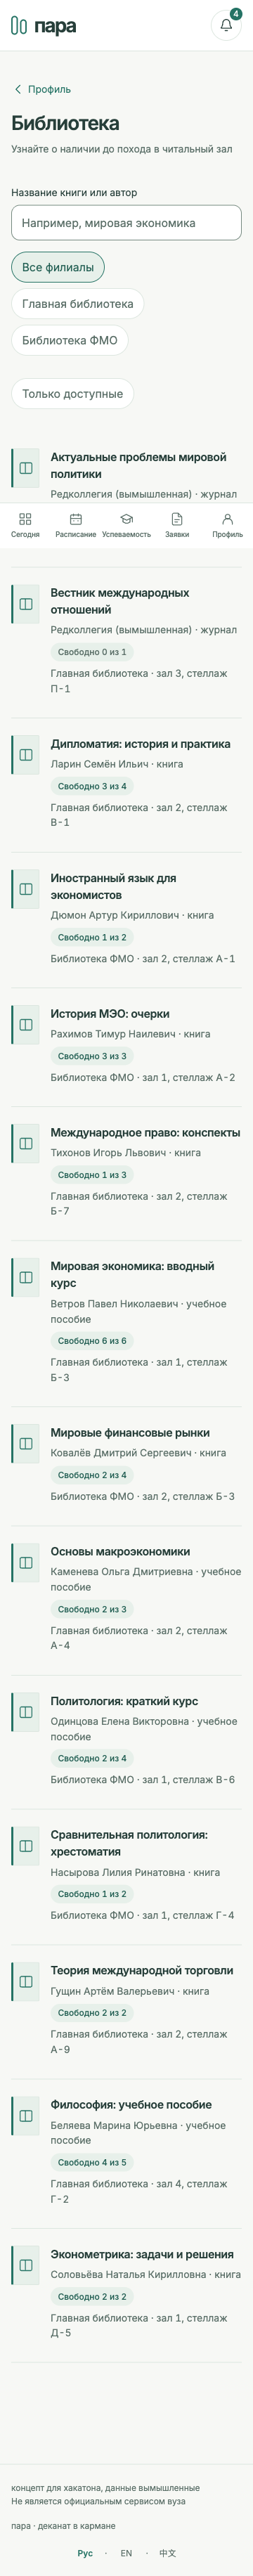 пара
4
Профиль
Библиотека
Узнайте о наличии до похода в читальный зал
Название книги или автор
Например, мировая экономика
Все филиалы
Главная библиотека
Библиотека ФМО
Только доступные
Актуальные проблемы мировой
политики
Редколлегия (вымышленная) · журнал
Сегодня
Расписание
Успеваемость
Заявки
Профиль
Вестник международных
отношений
Редколлегия (вымышленная) · журнал
Свободно 0 из 1
Главная библиотека · зал 3, стеллаж
П-1
Дипломатия: история и практика
Ларин Семён Ильич · книга
Свободно 3 из 4
Главная библиотека · зал 2, стеллаж
В-1
Иностранный язык для
экономистов
Дюмон Артур Кириллович · книга
Свободно 1 из 2
Библиотека ФМО · зал 2, стеллаж А-1
История МЭО: очерки
Рахимов Тимур Наилевич · книга
Свободно 3 из 3
Библиотека ФМО · зал 1, стеллаж А-2
Международное право: конспекты
Тихонов Игорь Львович · книга
Свободно 1 из 3
Главная библиотека · зал 2, стеллаж
Б-7
Мировая экономика: вводный
курс
Ветров Павел Николаевич · учебное
пособие
Свободно 6 из 6
Главная библиотека · зал 1, стеллаж
Б-3
Мировые финансовые рынки
Ковалёв Дмитрий Сергеевич · книга
Свободно 2 из 4
Библиотека ФМО · зал 2, стеллаж Б-3
Основы макроэкономики
Каменева Ольга Дмитриевна · учебное
пособие
Свободно 2 из 3
Главная библиотека · зал 2, стеллаж
А-4
Политология: краткий курс
Одинцова Елена Викторовна · учебное
пособие
Свободно 2 из 4
Библиотека ФМО · зал 1, стеллаж В-6
Сравнительная политология:
хрестоматия
Насырова Лилия Ринатовна · книга
Свободно 1 из 2
Библиотека ФМО · зал 1, стеллаж Г-4
Теория международной торговли
Гущин Артём Валерьевич · книга
Свободно 2 из 2
Главная библиотека · зал 2, стеллаж
А-9
Философия: учебное пособие
Беляева Марина Юрьевна · учебное
пособие
Свободно 4 из 5
Главная библиотека · зал 4, стеллаж
Г-2
Эконометрика: задачи и решения
Соловьёва Наталья Кирилловна · книга
Свободно 2 из 2
Главная библиотека · зал 1, стеллаж
Д-5
концепт для хакатона, данные вымышленные
Не является официальным сервисом вуза
пара · деканат в кармане
Рус · EN · 中文